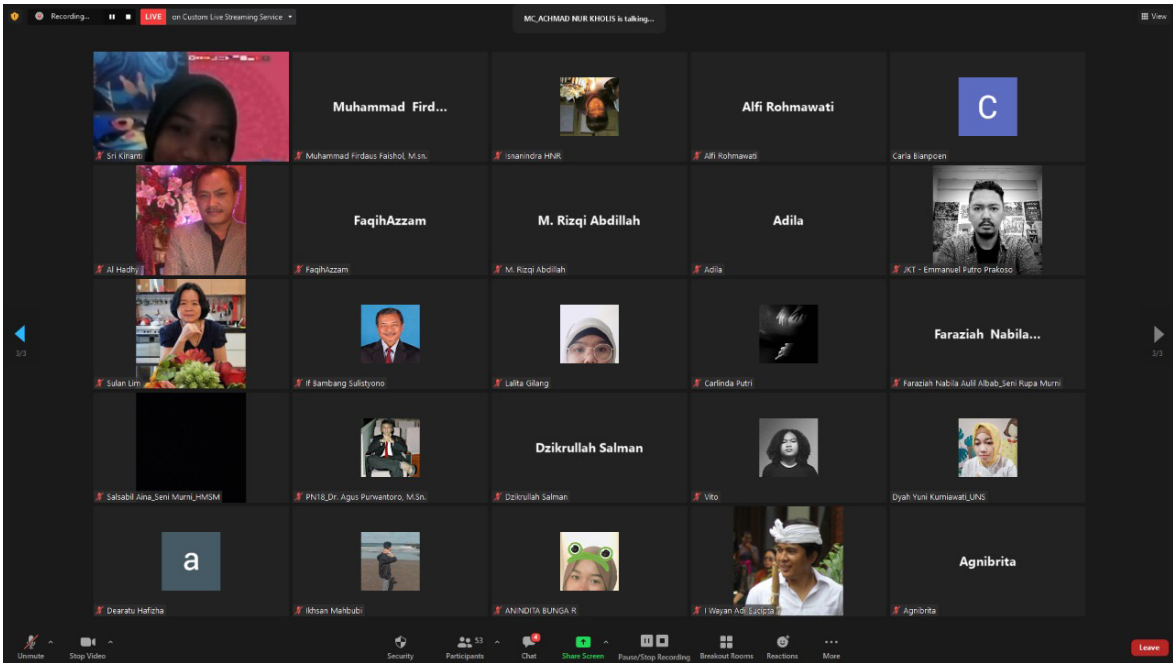 Recording...
LIVE
on Custom Live Streaming Service
MC_ACHMAD NUR KHOLIS is talking...
View
Sri Kinanti
Muhammad Fird...
Muhammad Firdaus Faishol, M.sn.
Isnanindra HNR
Alfi Rohmawati
Alfi Rohmawati
C
Carla Bianpoen
Al Hadhy
FaqihAzzam
FaqihAzzam
M. Rizqi Abdillah
M. Rizqi Abdillah
Adila
Adila
JKT - Emmanuel Putro Prakoso
3/3
Sulan Lim
If Bambang Sulistyono
Lalita Gilang
Carlinda Putri
Faraziah Nabila...
Faraziah Nabila Aulil Albab_Seni Rupa Murni
3/3
Salsabil Aina_Seni Murni_HMSM
PN18_Dr. Agus Purwantoro, M.Sn.
Dzikrullah Salman
Dzikrullah Salman
Vito
Dyah Yuni Kurniawati_UNS
a
Dearatu Hafizha
Ikhsan Mahbubi
ANINDITA BUNGA R
I Wayan Adi Sucipta
Agnibrita
Agnibrita
Unmute
Stop Video
Security
53
Participants
4
Chat
Share Screen
Pause/Stop Recording
Breakout Rooms
Reactions
More
Leave